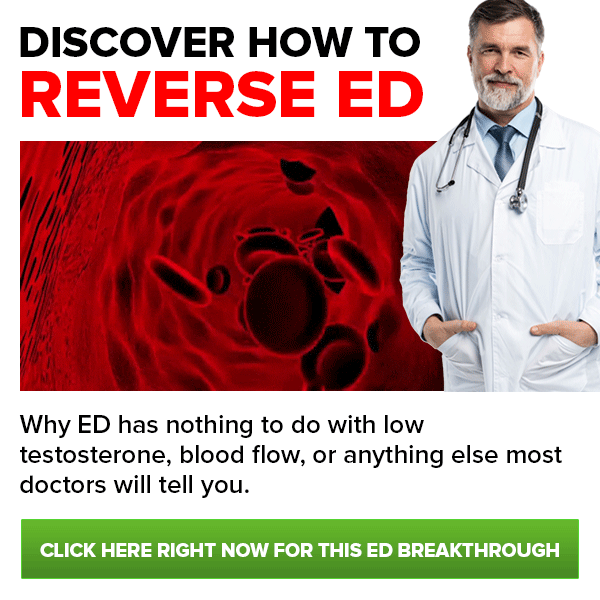 DISCOVER HOW TO
REVERSE ED
Why ED has nothing to do with low
testosterone, blood flow, or anything else most
doctors will tell you.
CLICK HERE RIGHT NOW FOR THIS ED BREAKTHROUGH